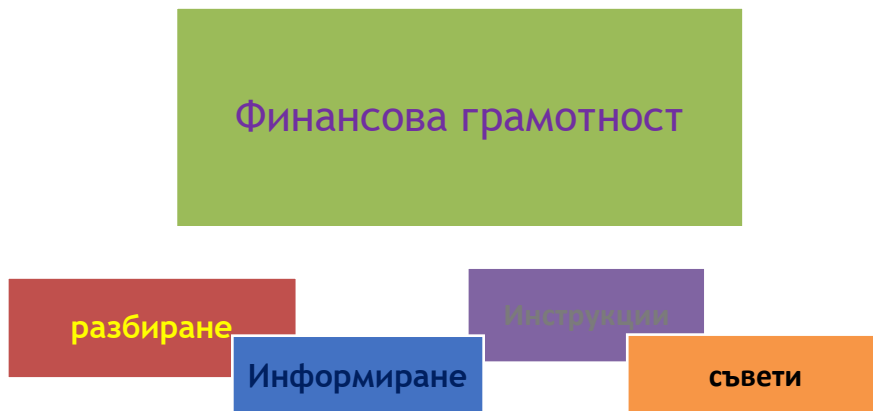 Финансова грамотност
разбиране
Информиране
Инструкции
съвети